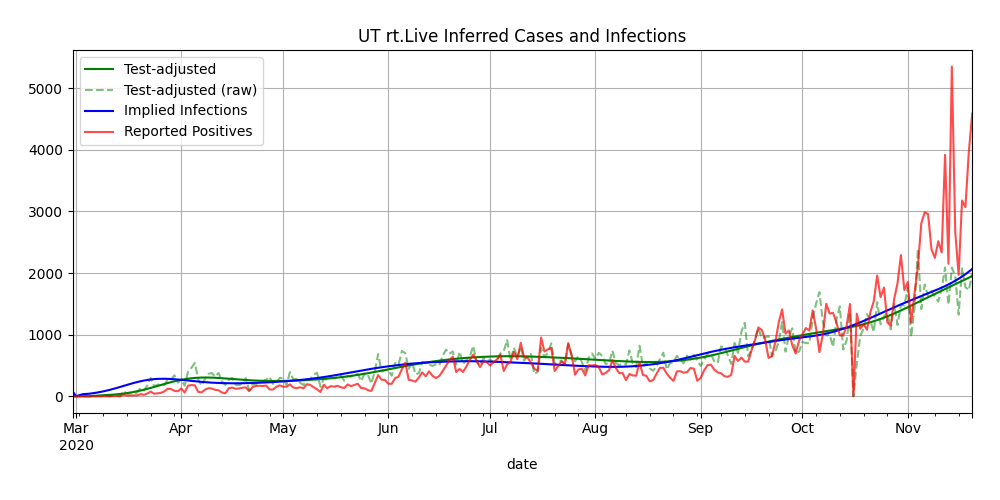 UT rt.Live Inferred Cases and Infections
Test-adjusted
Test-adjusted (raw)
Implied Infections
Reported Positives
5000
4000
3000
2000
1000
0
Mar Apr May Jun Jul Aug Sep Oct Nov
2020
date